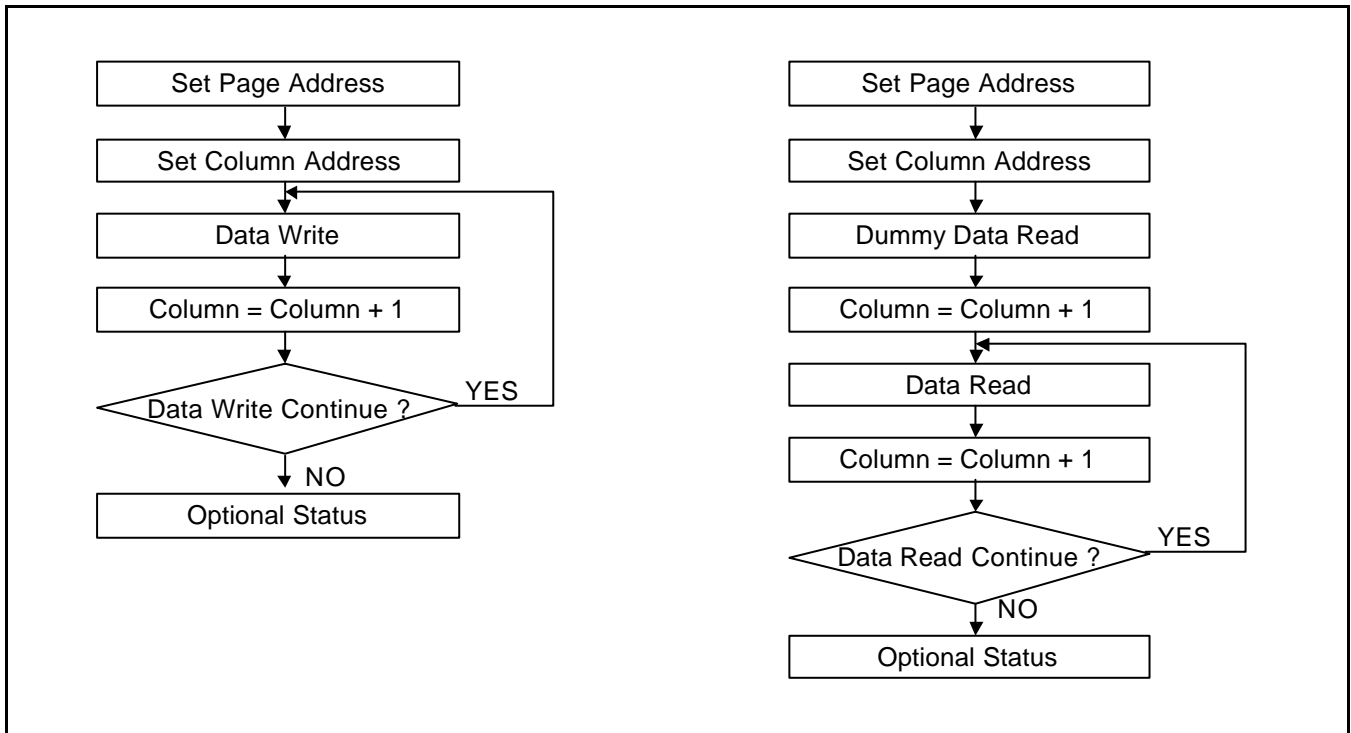 Set Page Address
Set Column Address
Data Write
Column = Column + 1
Data Write Continue ?
YES
NO
Optional Status
Set Page Address
Set Column Address
Dummy Data Read
Column = Column + 1
Data Read
Column = Column + 1
Data Read Continue ?
YES
NO
Optional Status